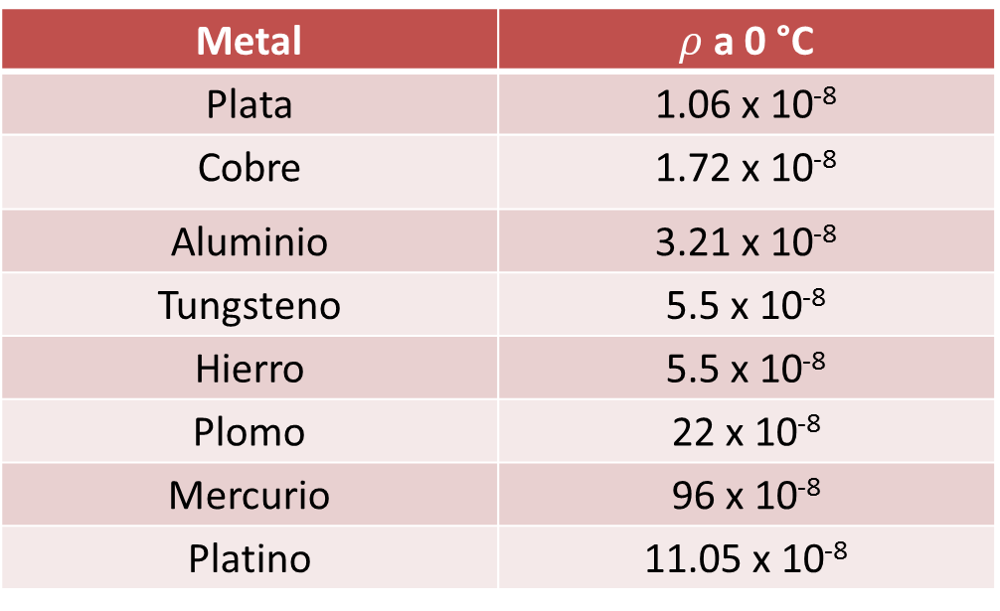 Metal ρ a 0 °C
Plata 1.06 x 10⁻⁸
Cobre 1.72 x 10⁻⁸
Aluminio 3.21 x 10⁻⁸
Tungsteno 5.5 x 10⁻⁸
Hierro 5.5 x 10⁻⁸
Plomo 22 x 10⁻⁸
Mercurio 96 x 10⁻⁸
Platino 11.05 x 10⁻⁸